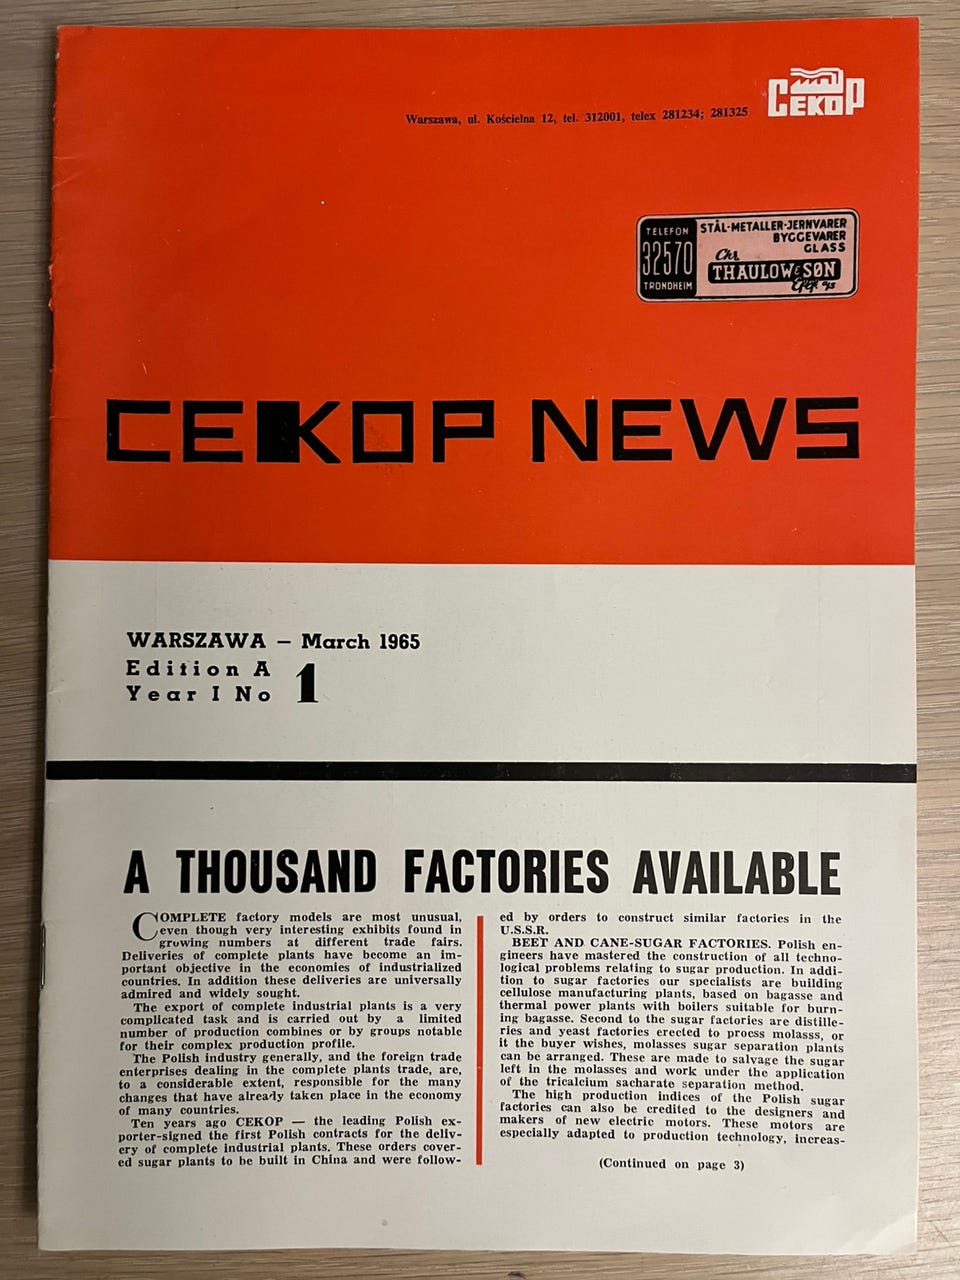 CEKOP
Warszawa, ul. Kościelna 12, tel. 312001, telex 281234; 281325
TELEFON
32570
TRONDHEIM
STÅL-METALLER-JERNVARER
BYGGEVARER
GLASS
Chr.
THAULOW & SØN
Eftf. a/s
CEKOP NEWS
WARSZAWA – March 1965
Edition A
Year I No 1
A THOUSAND FACTORIES AVAILABLE
COMPLETE factory models are most unusual,
even though very interesting exhibits found in
growing numbers at different trade fairs.
Deliveries of complete plants have become an im-
portant objective in the economies of industrialized
countries. In addition these deliveries are universally
admired and widely sought.
The export of complete industrial plants is a very
complicated task and is carried out by a limited
number of production combines or by groups notable
for their complex production profile.
The Polish industry generally, and the foreign trade
enterprises dealing in the complete plants trade, are,
to a considerable extent, responsible for the many
changes that have already taken place in the economy
of many countries.
Ten years ago CEKOP — the leading Polish ex-
porter-signed the first Polish contracts for the deliv-
ery of complete industrial plants. These orders cover-
ed sugar plants to be built in China and were follow-
ed by orders to construct similar factories in the
U.S.S.R.
BEET AND CANE-SUGAR FACTORIES. Polish en-
gineers have mastered the construction of all techno-
logical problems relating to sugar production. In addi-
tion to sugar factories our specialists are building
cellulose manufacturing plants, based on bagasse and
thermal power plants with boilers suitable for burn-
ing bagasse. Second to the sugar factories are distille-
ries and yeast factories erected to process molasss, or
it the buyer wishes, molasses sugar separation plants
can be arranged. These are made to salvage the sugar
left in the molasses and work under the application
of the tricalcium sacharate separation method.
The high production indices of the Polish sugar
factories can also be credited to the designers and
makers of new electric motors. These motors are
especially adapted to production technology, increas-
(Continued on page 3)